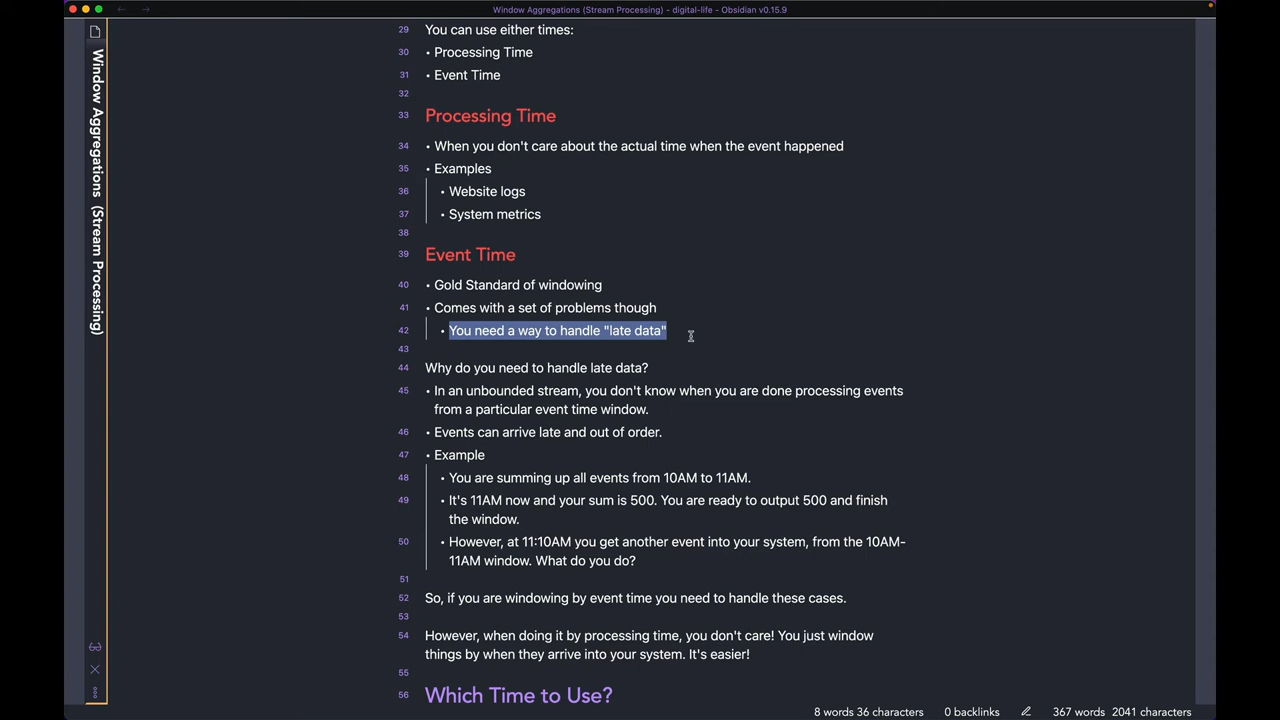 Window Aggregations (Stream Processing) - digital-life - Obsidian v0.15.9
Window Aggregations (Stream Processing)
29 You can use either times:
30 • Processing Time
31 • Event Time
32
33 Processing Time
34 • When you don't care about the actual time when the event happened
35 • Examples
36 • Website logs
37 • System metrics
38
39 Event Time
40 • Gold Standard of windowing
41 • Comes with a set of problems though
42 • You need a way to handle "late data"
43
44 Why do you need to handle late data?
45 • In an unbounded stream, you don't know when you are done processing events
from a particular event time window.
46 • Events can arrive late and out of order.
47 • Example
48 • You are summing up all events from 10AM to 11AM.
49 • It's 11AM now and your sum is 500. You are ready to output 500 and finish
the window.
50 • However, at 11:10AM you get another event into your system, from the 10AM-
11AM window. What do you do?
51
52 So, if you are windowing by event time you need to handle these cases.
53
54 However, when doing it by processing time, you don't care! You just window
things by when they arrive into your system. It's easier!
55
56 Which Time to Use?
8 words 36 characters 0 backlinks 367 words 2041 characters